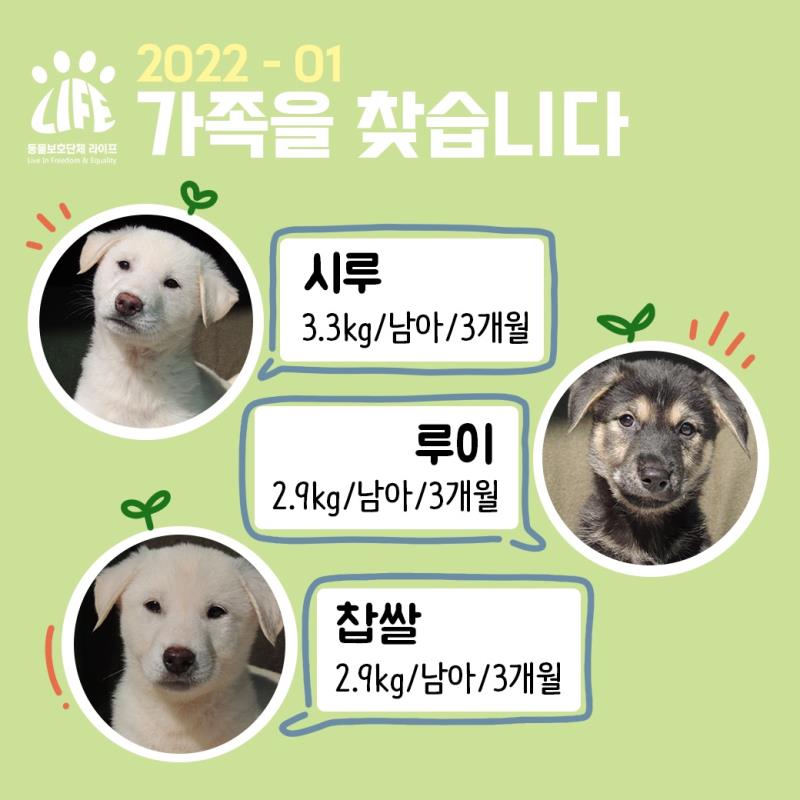 LIFE
동물보호단체 라이프
Live In Freedom & Equality
2022 - 01
가족을 찾습니다
시루
3.3kg/남아/3개월
루이
2.9kg/남아/3개월
찹쌀
2.9kg/남아/3개월